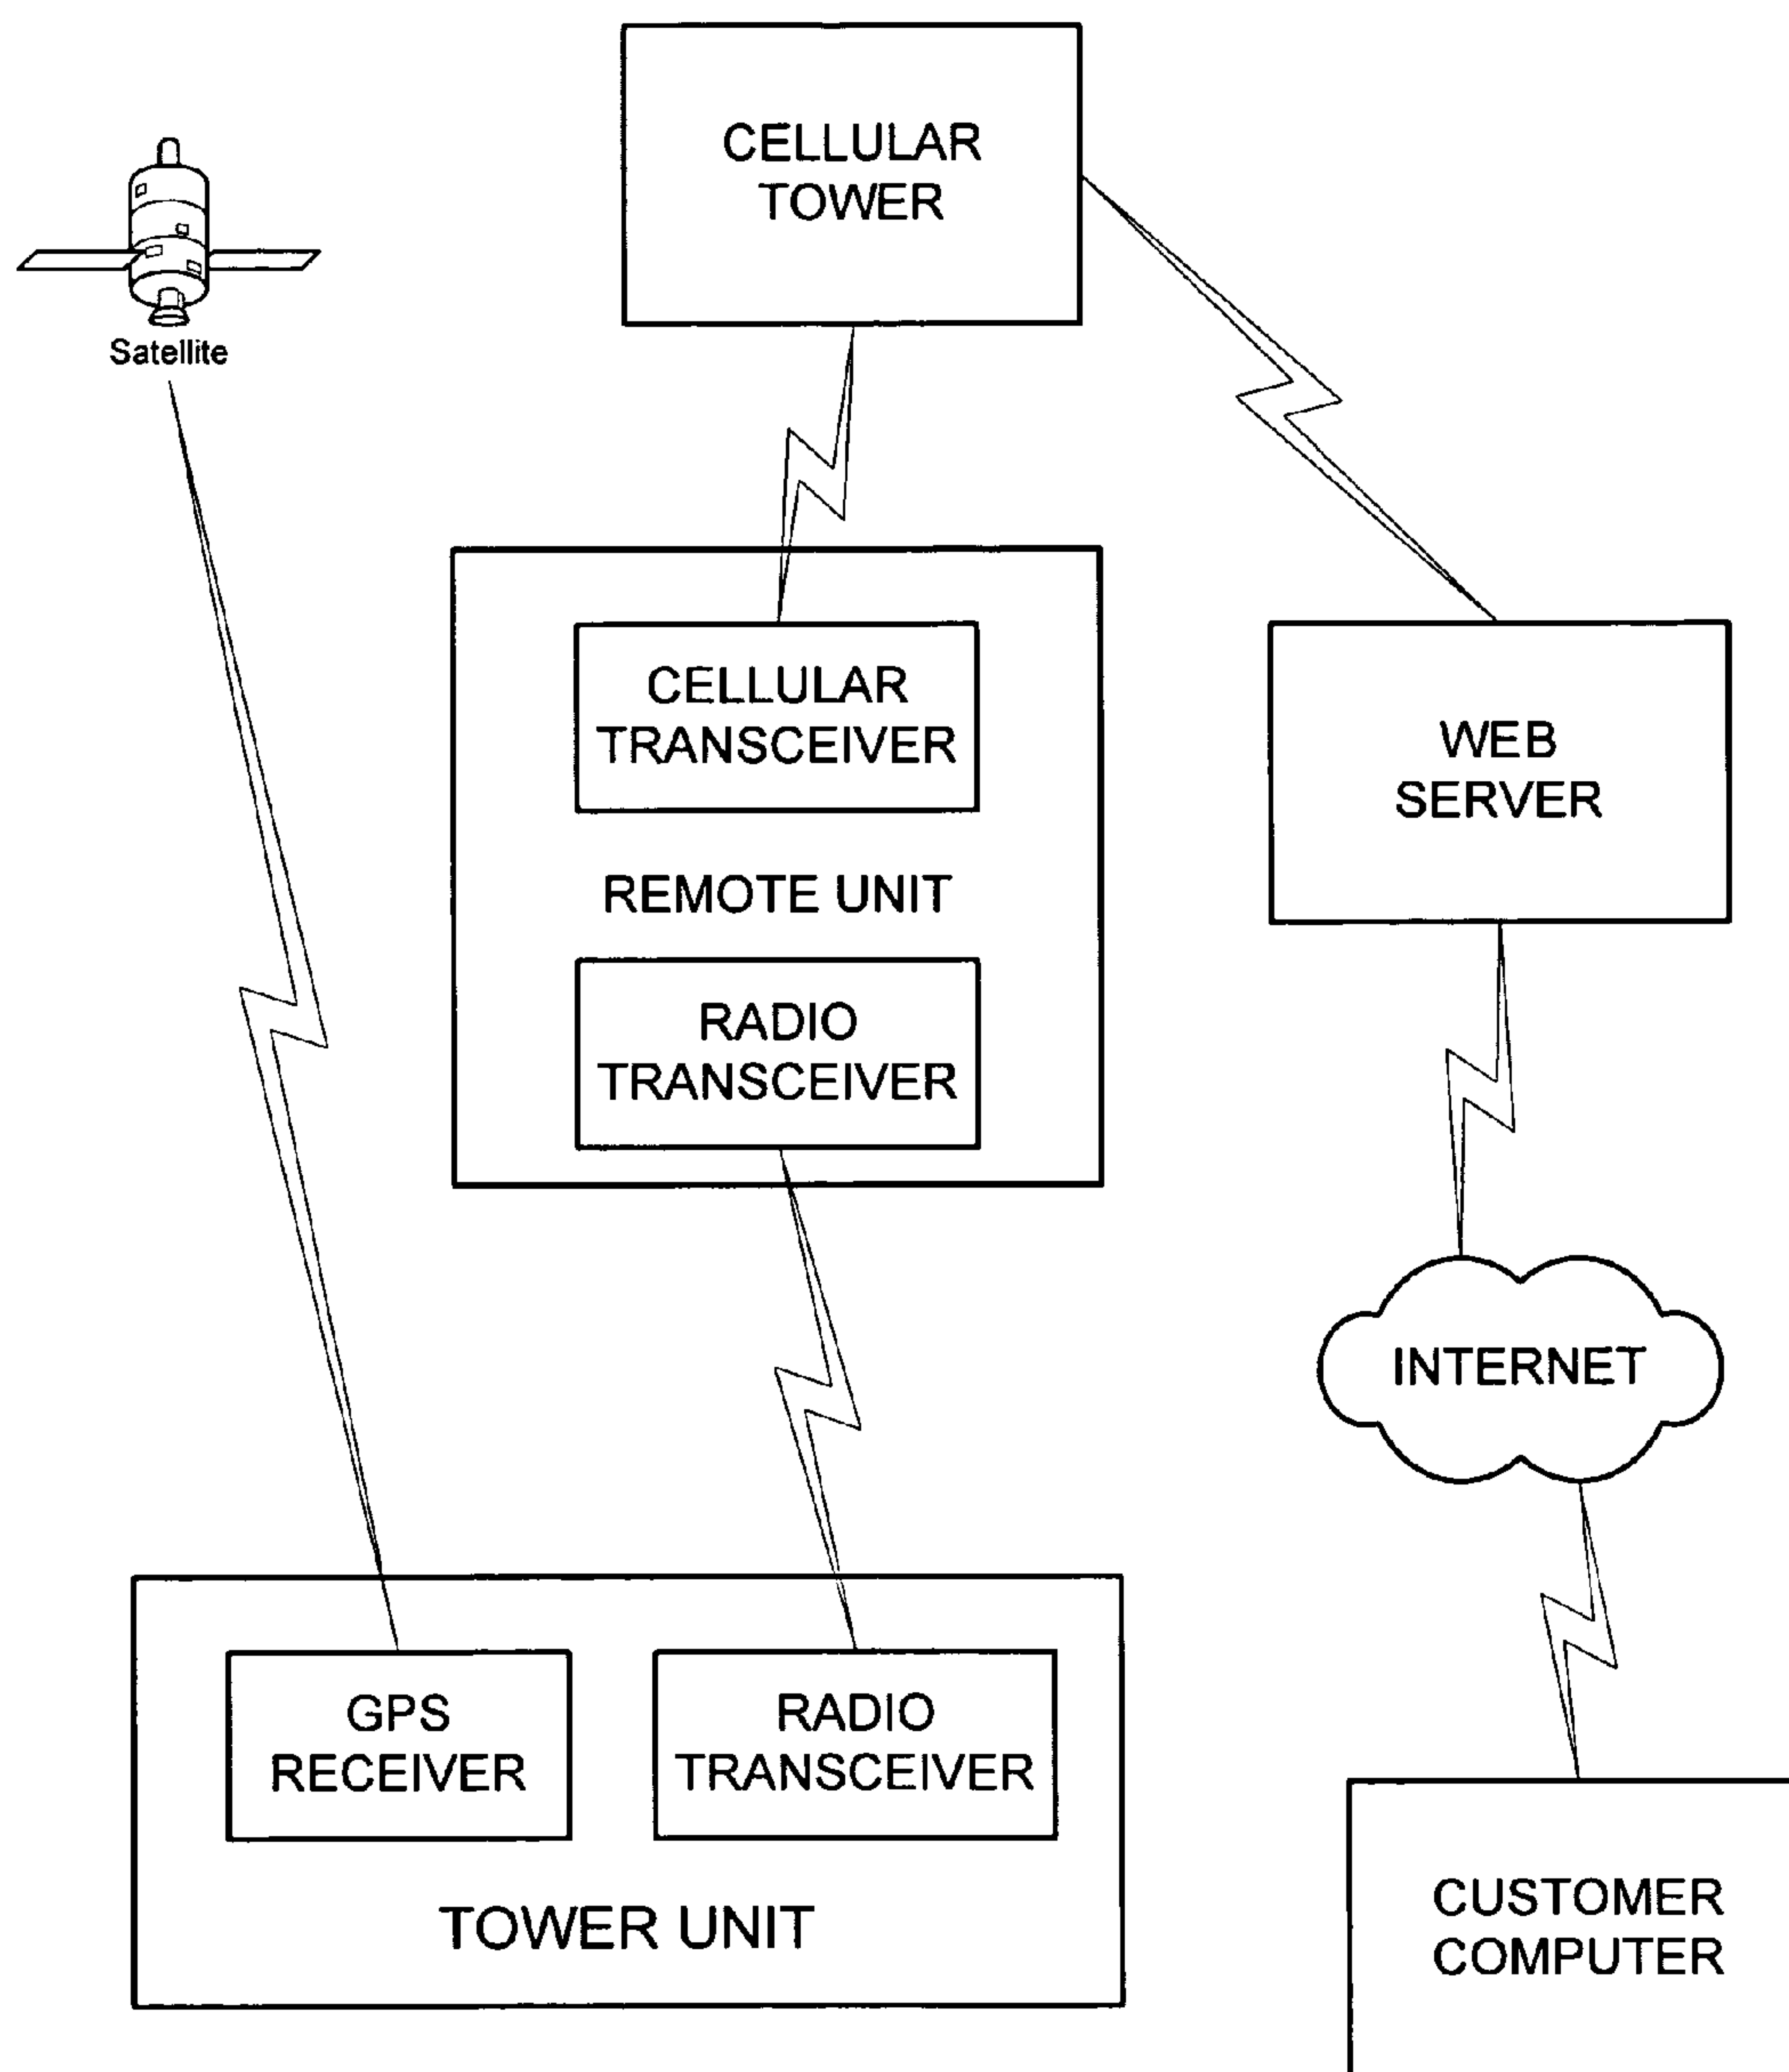 CELLULAR
TOWER
Satellite
CELLULAR
TRANSCEIVER
REMOTE UNIT
RADIO
TRANSCEIVER
WEB
SERVER
INTERNET
GPS
RECEIVER
RADIO
TRANSCEIVER
TOWER UNIT
CUSTOMER
COMPUTER